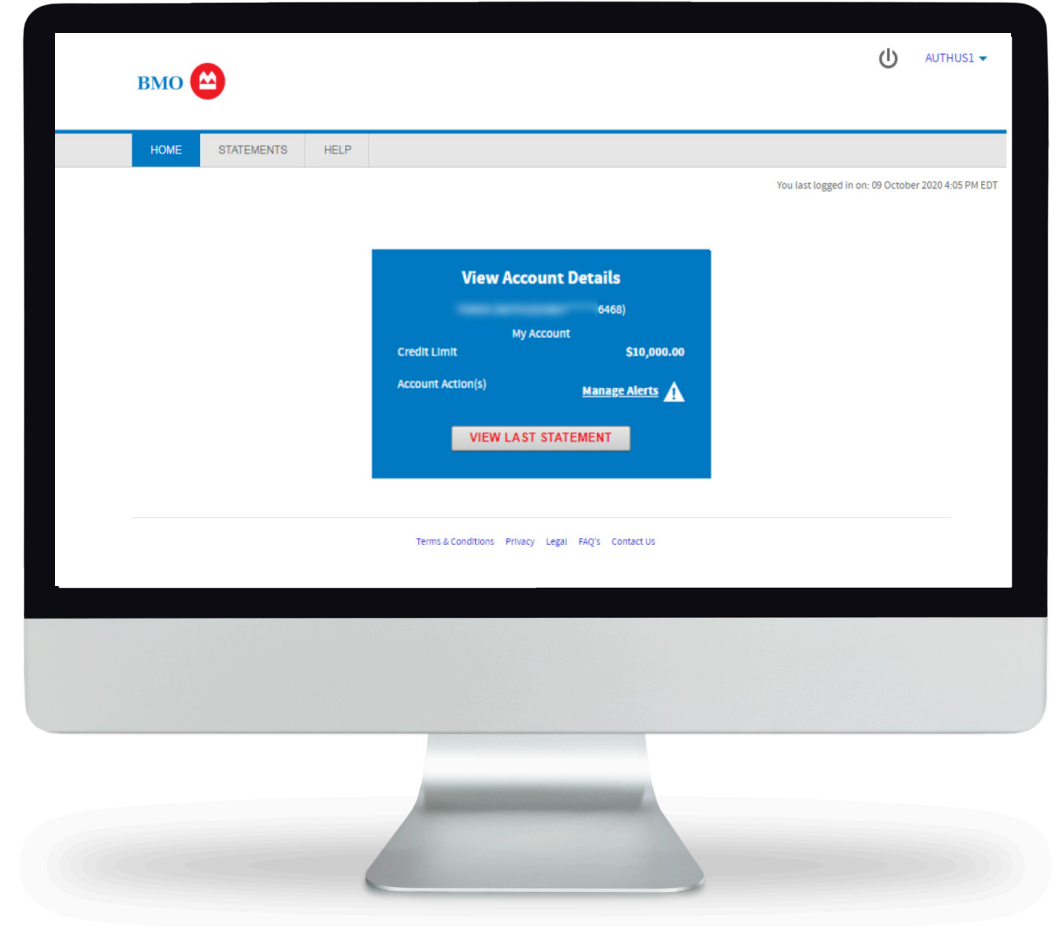 BMO
AUTHUS1
HOME STATEMENTS HELP
You last logged in on: 09 October 2020 4:05 PM EDT
View Account Details
6468)
My Account
Credit Limit $10,000.00
Account Action(s) Manage Alerts
VIEW LAST STATEMENT
Terms & Conditions Privacy Legal FAQ's Contact Us